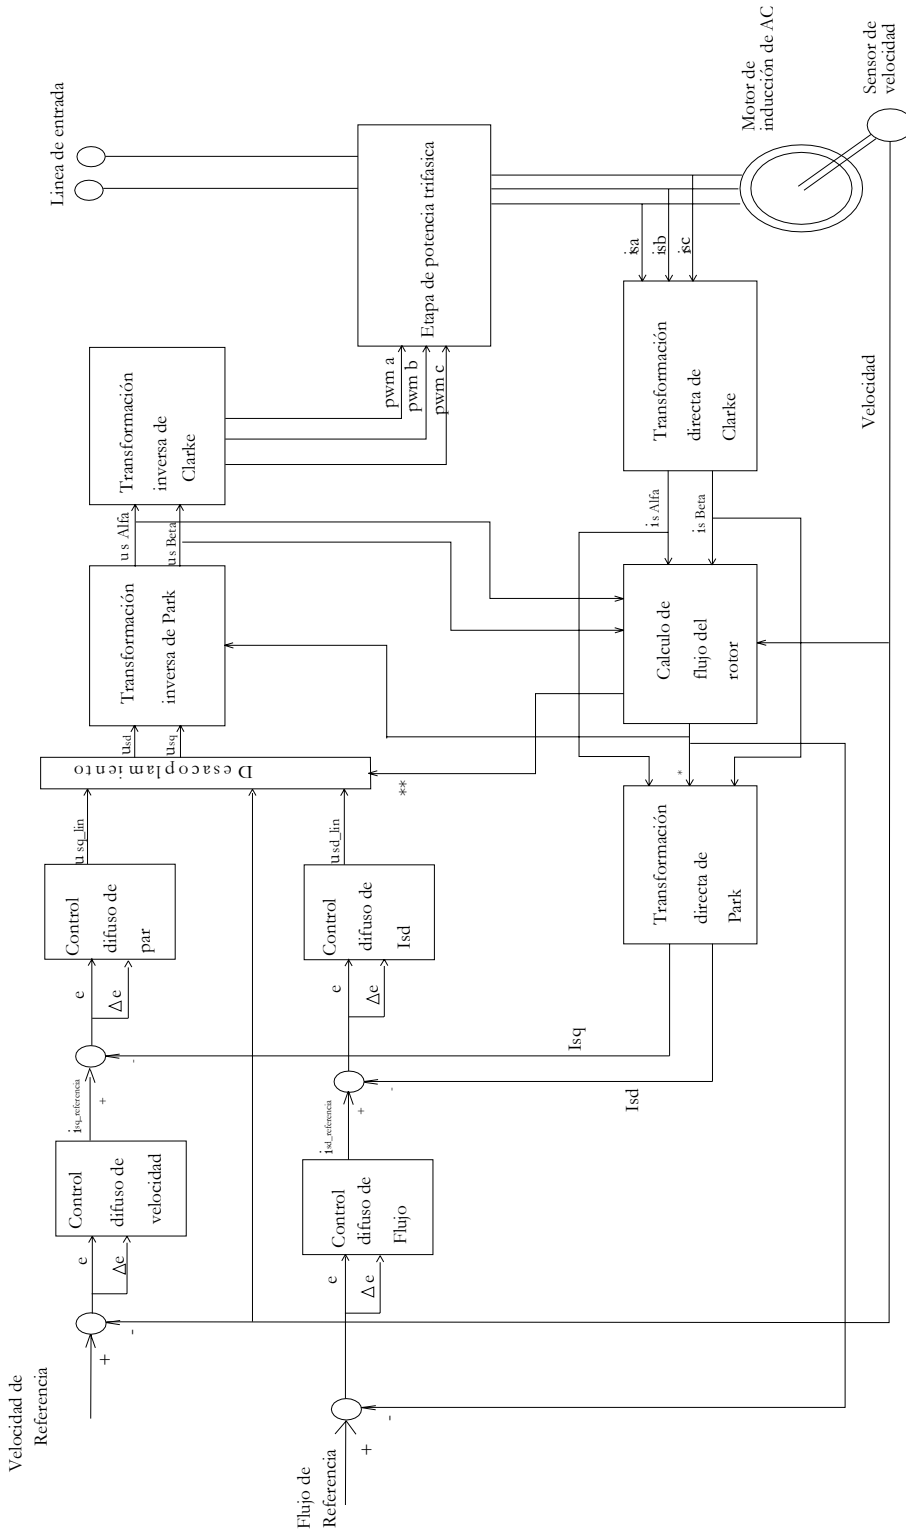 Velocidad de
Referencia
+
-
e
Δe
Control
difuso de
velocidad
isq_referencia
+
-
e
Δe
Control
difuso de
par
usq_lin
Desacoplamiento
usd
usq
Transformación
inversa de Park
us Alfa
us Beta
Transformación
inversa de
Clarke
Linea de entrada
Flujo de
Referencia
+
-
e
Δe
Control
difuso de
Flujo
isd_referencia
+
-
e
Δe
Control
difuso de
Isd
usd_lin
**
pwm a
pwm b
pwm c
Etapa de potencia trifasica
Isq
Isd
Transformación
directa de
Park
*
Calculo de
flujo del
rotor
is Alfa
is Beta
Transformación
directa de
Clarke
isa
isb
isc
Motor de
inducción de AC
Velocidad
Sensor de
velocidad